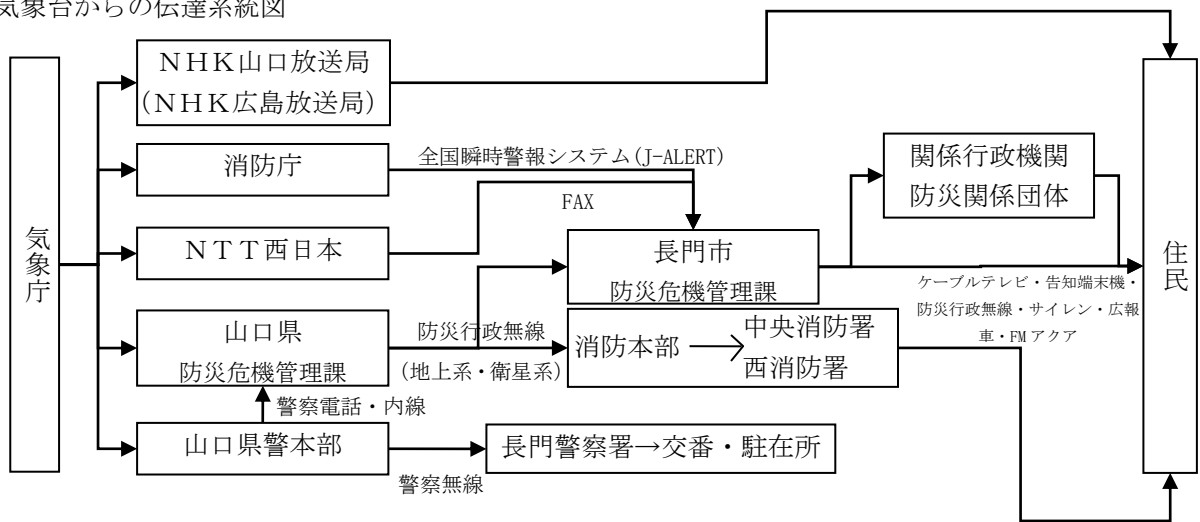 気象台からの伝達系統図
NHK山口放送局
(NHK広島放送局)
消防庁
全国瞬時警報システム(J-ALERT)
FAX
関係行政機関
防災関係団体
気象庁
NTT西日本
長門市
防災危機管理課
住民
ケーブルテレビ・告知端末機・
防災行政無線・サイレン・広報
車・FMアクア
山口県
防災危機管理課
防災行政無線
(地上系・衛星系)
消防本部 → 中央消防署
西消防署
警察電話・内線
山口県警本部
警察無線
長門警察署→交番・駐在所